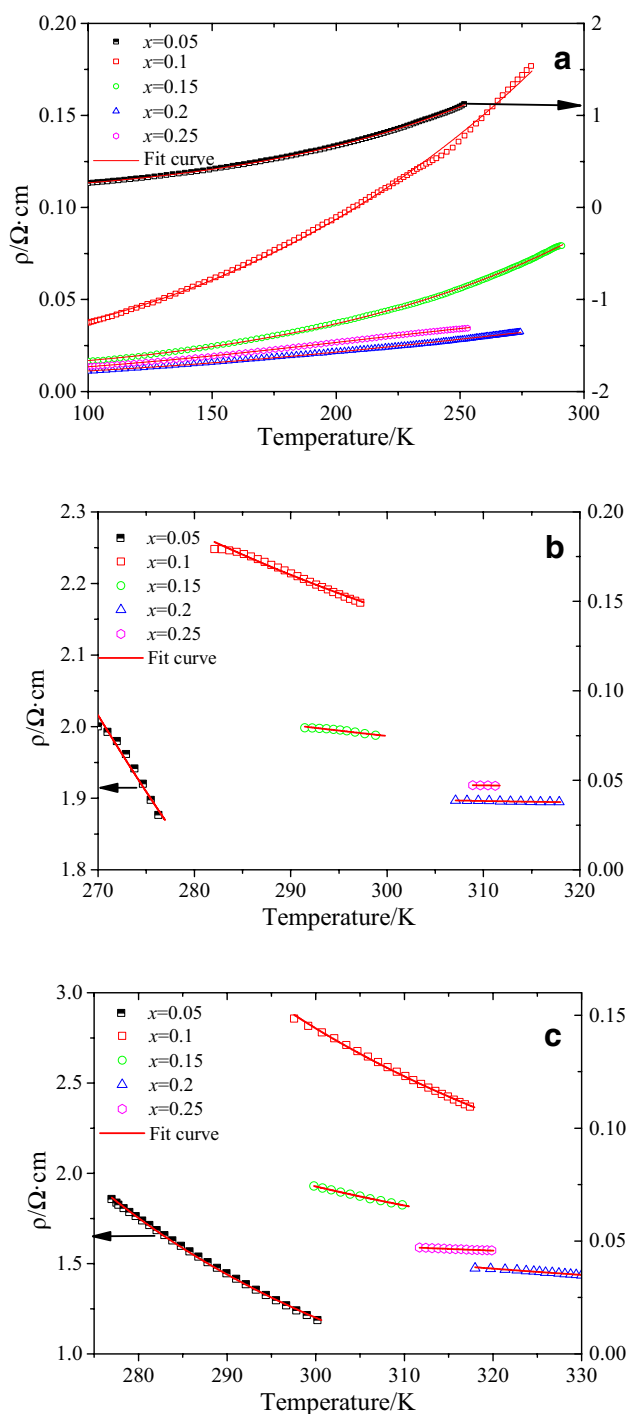 a
x=0.05
x=0.1
x=0.15
x=0.2
x=0.25
Fit curve
0.20
0.15
0.10
0.05
0.00
2
1
0
-1
-2
ρ/Ω·cm
100 150 200 250 300
Temperature/K
b
x=0.05
x=0.1
x=0.15
x=0.2
x=0.25
Fit curve
2.3
2.2
2.1
2.0
1.9
1.8
0.20
0.15
0.10
0.05
0.00
ρ/Ω·cm
270 280 290 300 310 320
Temperature/K
c
x=0.05
x=0.1
x=0.15
x=0.2
x=0.25
Fit curve
3.0
2.5
2.0
1.5
1.0
0.15
0.10
0.05
0.00
ρ/Ω·cm
280 290 300 310 320 330
Temperature/K